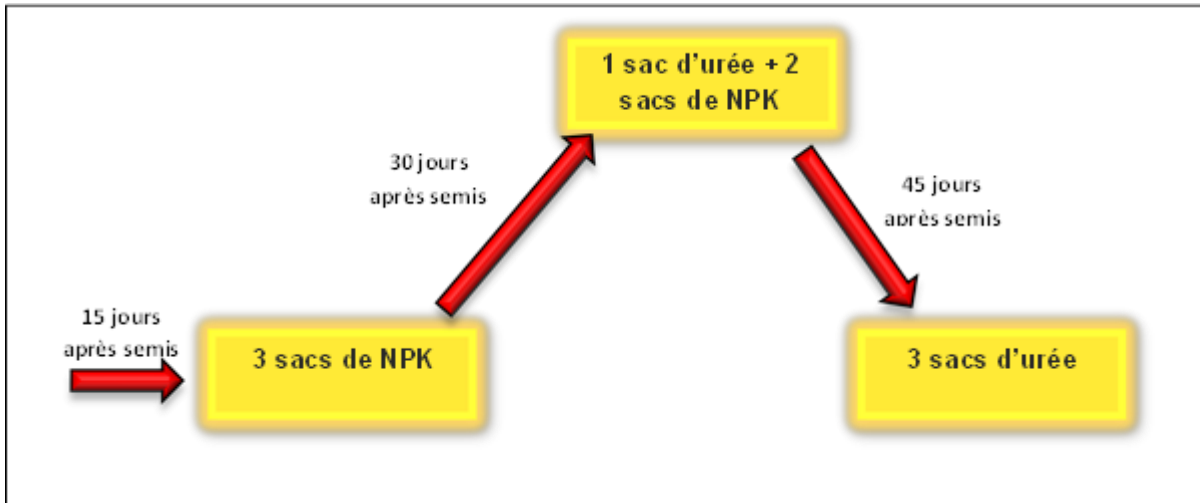 1 sac d'urée + 2
sacs de NPK
30 jours
après semis
45 jours
après semis
15 jours
après semis
3 sacs de NPK
3 sacs d'urée